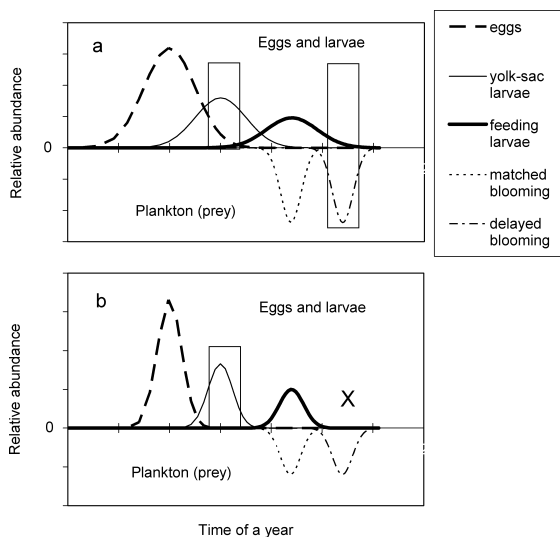 a
Eggs and larvae
Relative abundance
0
Plankton (prey)
eggs
yolk-sac
larvae
feeding
larvae
matched
blooming
delayed
blooming
b
Eggs and larvae
X
Relative abundance
0
Plankton (prey)
Time of a year